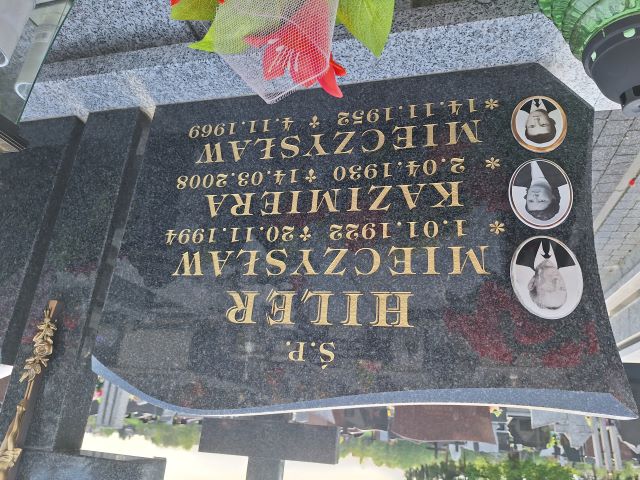 Ś.P.
HILER
MIECZYSŁAW
* 1.01.1922 ✝ 20.11.1994
KAZIMIERA
* 2.04.1930 ✝ 14.03.2008
MIECZYSŁAW
* 14.11.1952 ✝ 4.11.1969